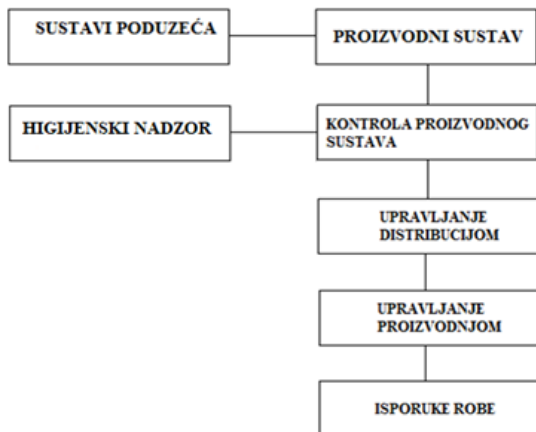 SUSTAVI PODUZEĆA
PROIZVODNI SUSTAV
HIGIJENSKI NADZOR
KONTROLA PROIZVODNOG
SUSTAVA
UPRAVLJANJE
DISTRIBUCIJOM
UPRAVLJANJE
PROIZVODNJOM
ISPORUKE ROBE